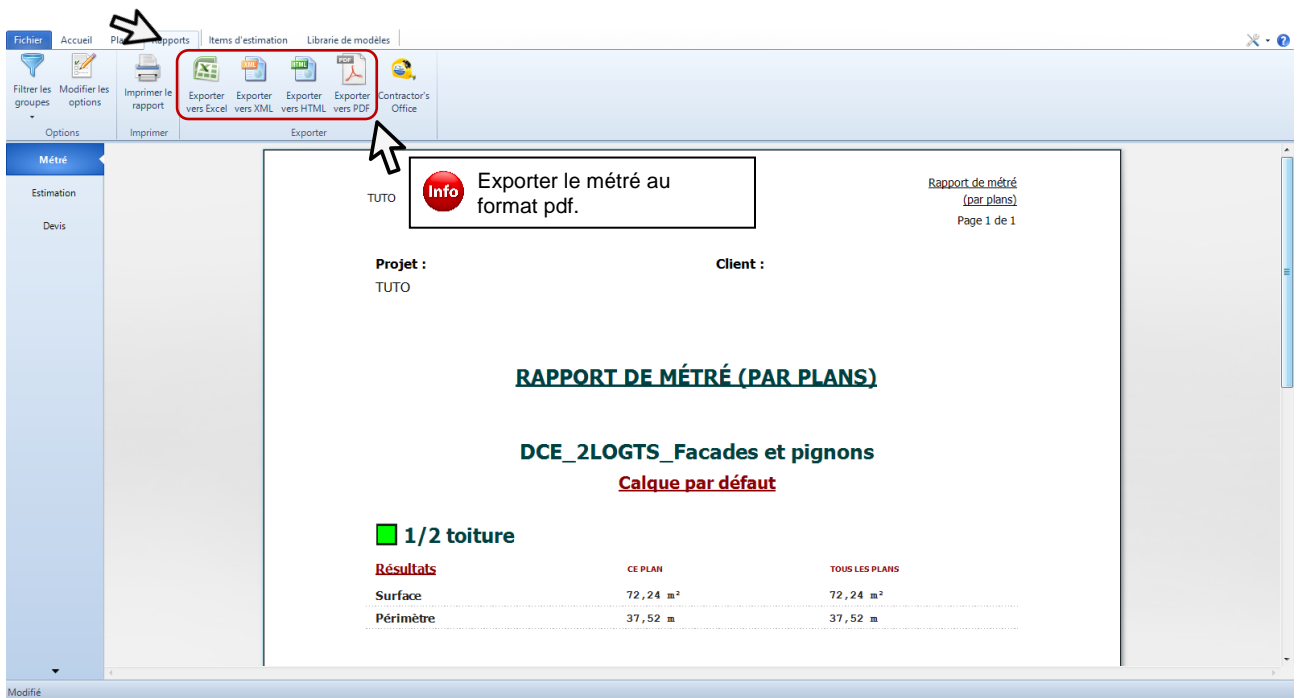 Fichier Accueil Pla Rapports Items d'estimation Librarie de modèles
Filtrer les groupes
Modifier les options
Imprimer le rapport
Exporter vers Excel
Exporter vers XML
Exporter vers HTML
Exporter vers PDF
Contractor's Office
Options Imprimer Exporter
Métré
Estimation
Devis
Info
Exporter le métré au
format pdf.
TUTO
Rapport de métré
(par plans)
Page 1 de 1
Projet : Client :
TUTO
RAPPORT DE MÉTRÉ (PAR PLANS)
DCE_2LOGTS_Facades et pignons
Calque par défaut
1/2 toiture
Résultats CE PLAN TOUS LES PLANS
Surface 72,24 m² 72,24 m²
Périmètre 37,52 m 37,52 m
Modifié